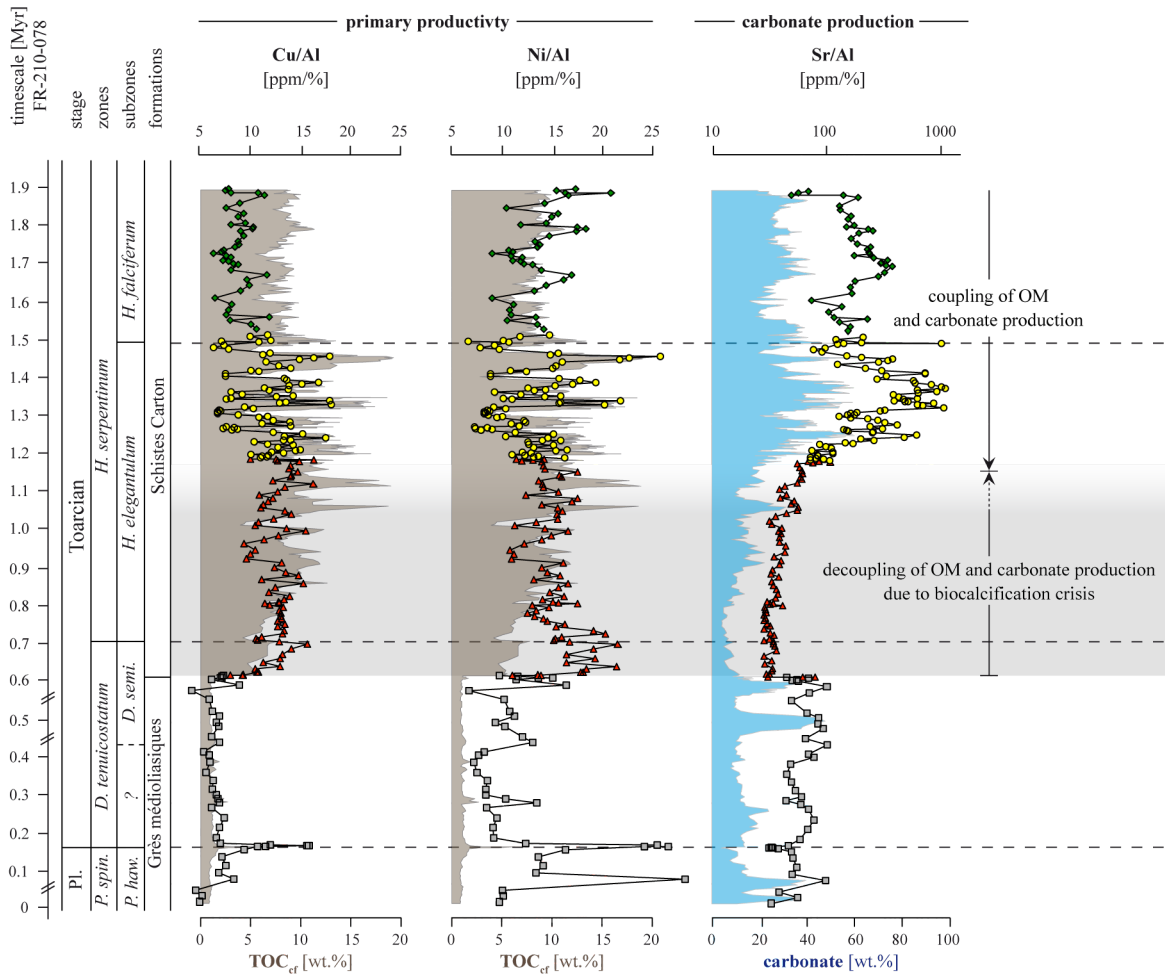 primary productivty
carbonate production
Cu/Al
[ppm/%]
Ni/Al
[ppm/%]
Sr/Al
[ppm/%]
timescale [Myr]
FR-210-078
stage
zones
subzones
formations
5 10 15 20 25
5 10 15 20 25
10 100 1000
1.9
1.8
1.7
1.6
1.5
1.4
1.3
1.2
1.1
1.0
0.9
0.8
0.7
0.6
0.5
0.4
0.3
0.2
0.1
0
Toarcian
Pl.
H. serpentinum
D. tenuicostatum
P. spin.
H. falciferum
H. elegantulum
D. semi.
?
P. haw.
Schistes Carton
Grès médioliasiques
coupling of OM
and carbonate production
decoupling of OM and carbonate production
due to biocalcification crisis
0 5 10 15 20
TOCef [wt.%]
0 5 10 15 20
TOCef [wt.%]
0 20 40 60 80 100
carbonate [wt.%]